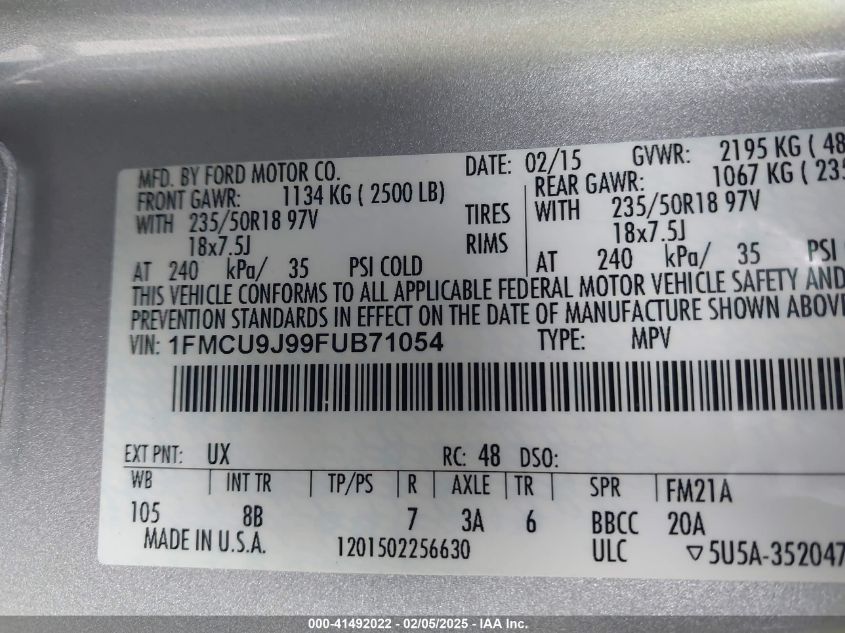 MFD. BY FORD MOTOR CO. DATE: 02/15 GVWR: 2195 KG ( 48
FRONT GAWR: 1134 KG ( 2500 LB) REAR GAWR: 1067 KG ( 235
WITH 235/50R18 97V TIRES WITH 235/50R18 97V
18x7.5J RIMS 18x7.5J
AT 240 kPa/ 35 PSI COLD AT 240 kPa/ 35 PSI
THIS VEHICLE CONFORMS TO ALL APPLICABLE FEDERAL MOTOR VEHICLE SAFETY AND
PREVENTION STANDARDS IN EFFECT ON THE DATE OF MANUFACTURE SHOWN ABOVE
VIN: 1FMCU9J99FUB71054 TYPE: MPV
EXT PNT: UX RC: 48 DSO:
WB INT TR TP/PS R AXLE TR SPR FM21A
105 8B 7 3A 6 BBCC 20A
MADE IN U.S.A. 1201502256630 ULC ▽5U5A-352047
000-41492022 - 02/05/2025 - IAA Inc.